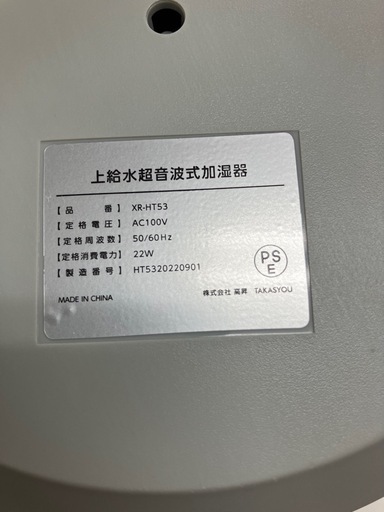 上給水超音波式加湿器
【品番】 XR-HT53
【定格電圧】 AC100V
【定格周波数】 50/60Hz
【定格消費電力】 22W
【製造番号】 HT5320220901
PS
E
MADE IN CHINA
株式会社 高昇 TAKASYOU